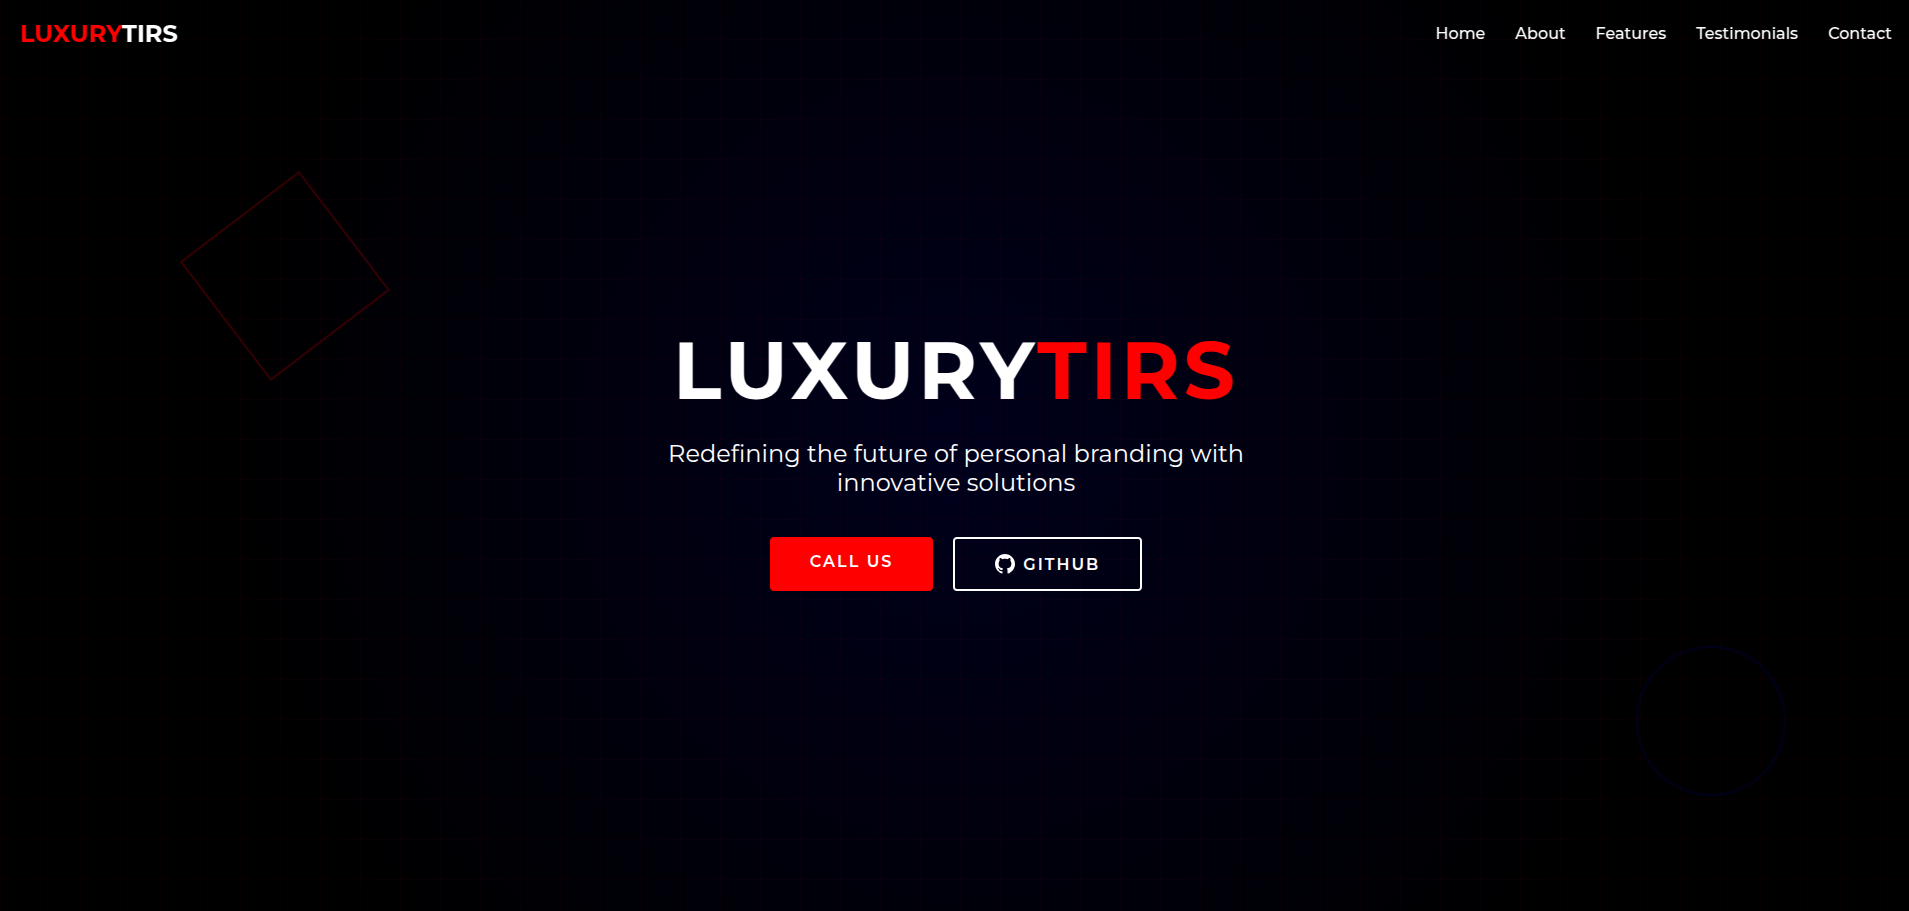 LUXURYTIRS
Home About Features Testimonials Contact
LUXURYTIRS
Redefining the future of personal branding with
innovative solutions
CALL US
GITHUB